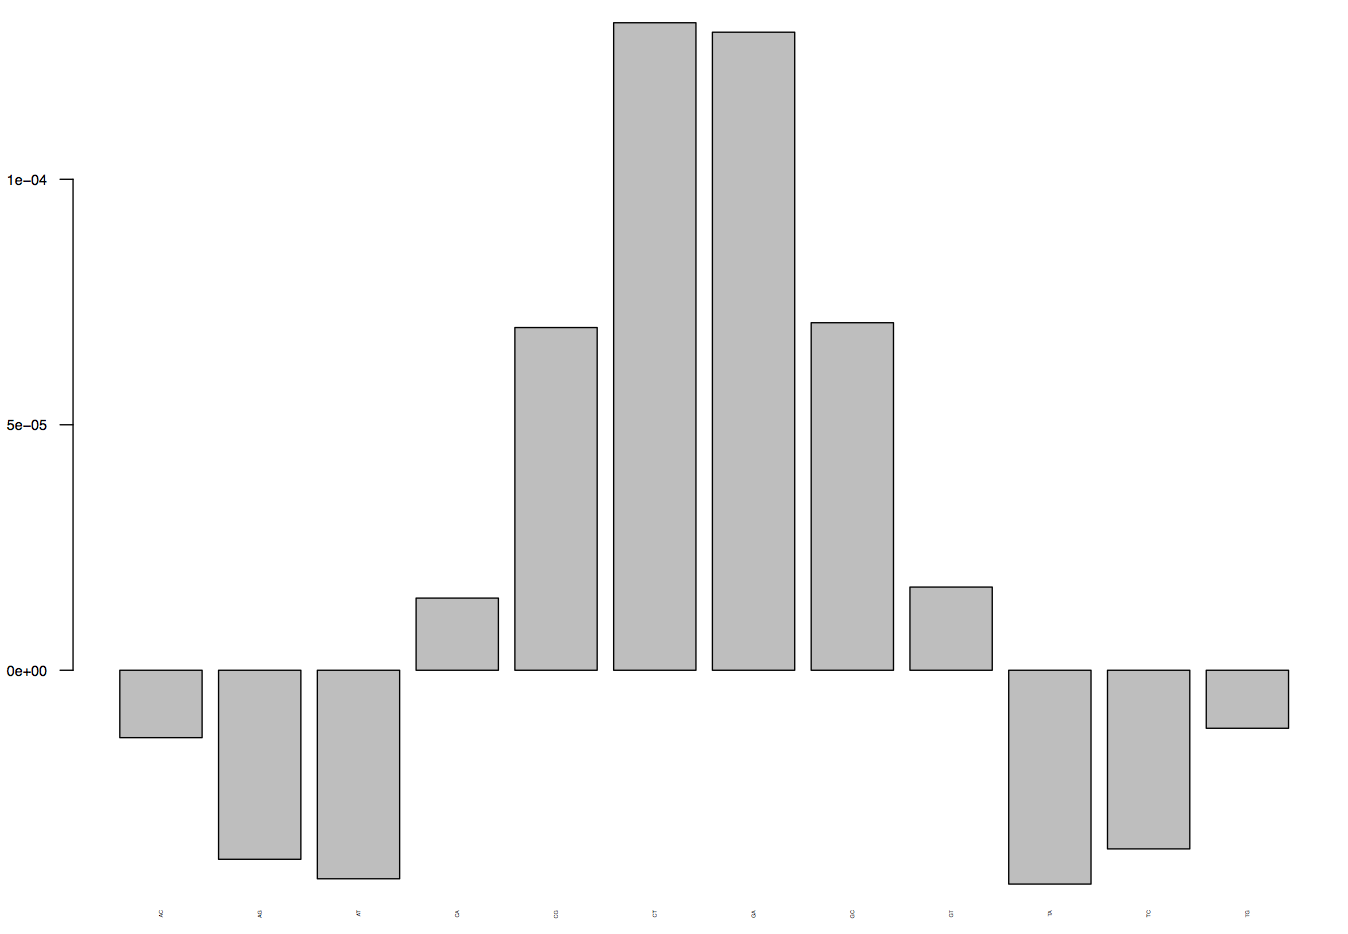 1e−04
5e−05
0e+00
AC AG AT CA CG CT GA GC GT TA TC TG